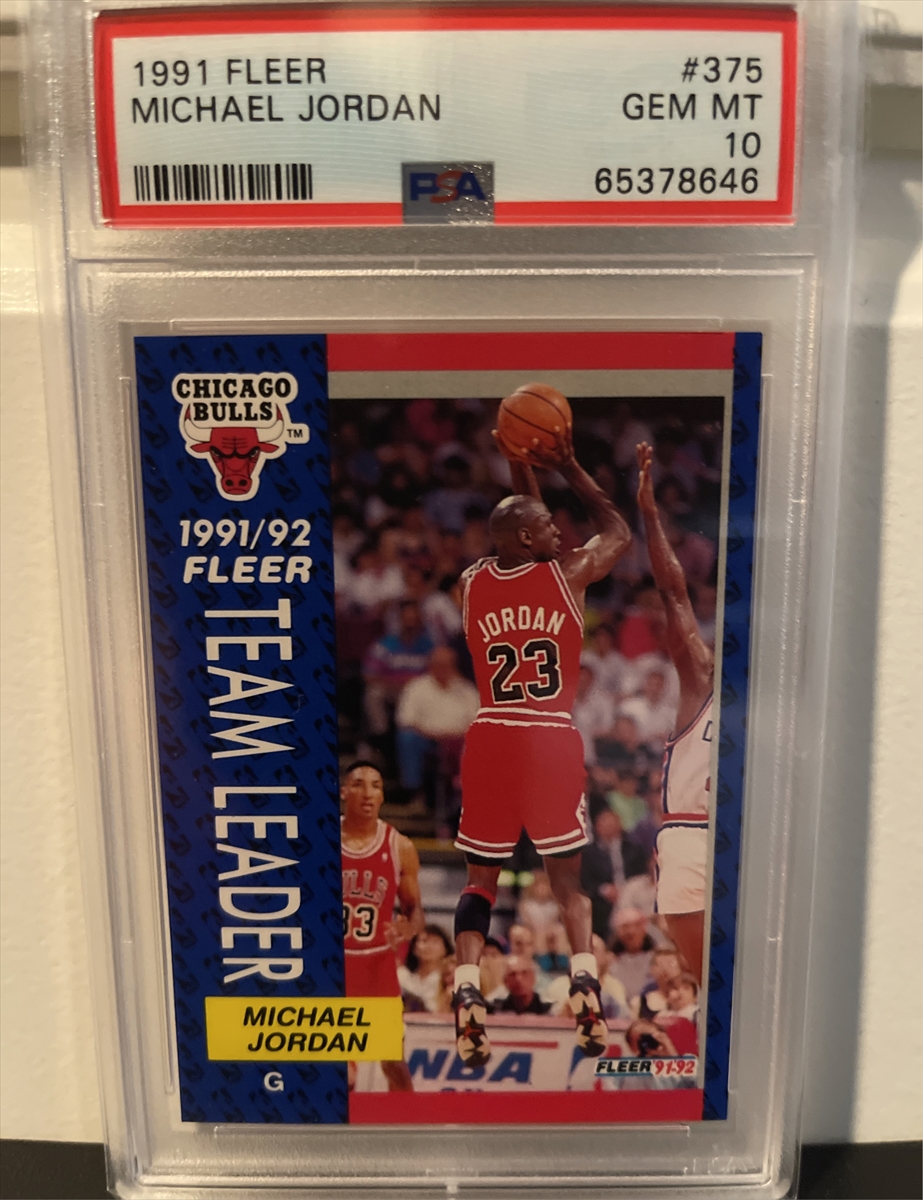 1991 FLEER #375
MICHAEL JORDAN GEM MT
10
PSA 65378646
CHICAGO
BULLS
TM
1991/92
FLEER
TEAM LEADER
JORDAN
23
33
MICHAEL
JORDAN
G
NBA
FLEER '91-92